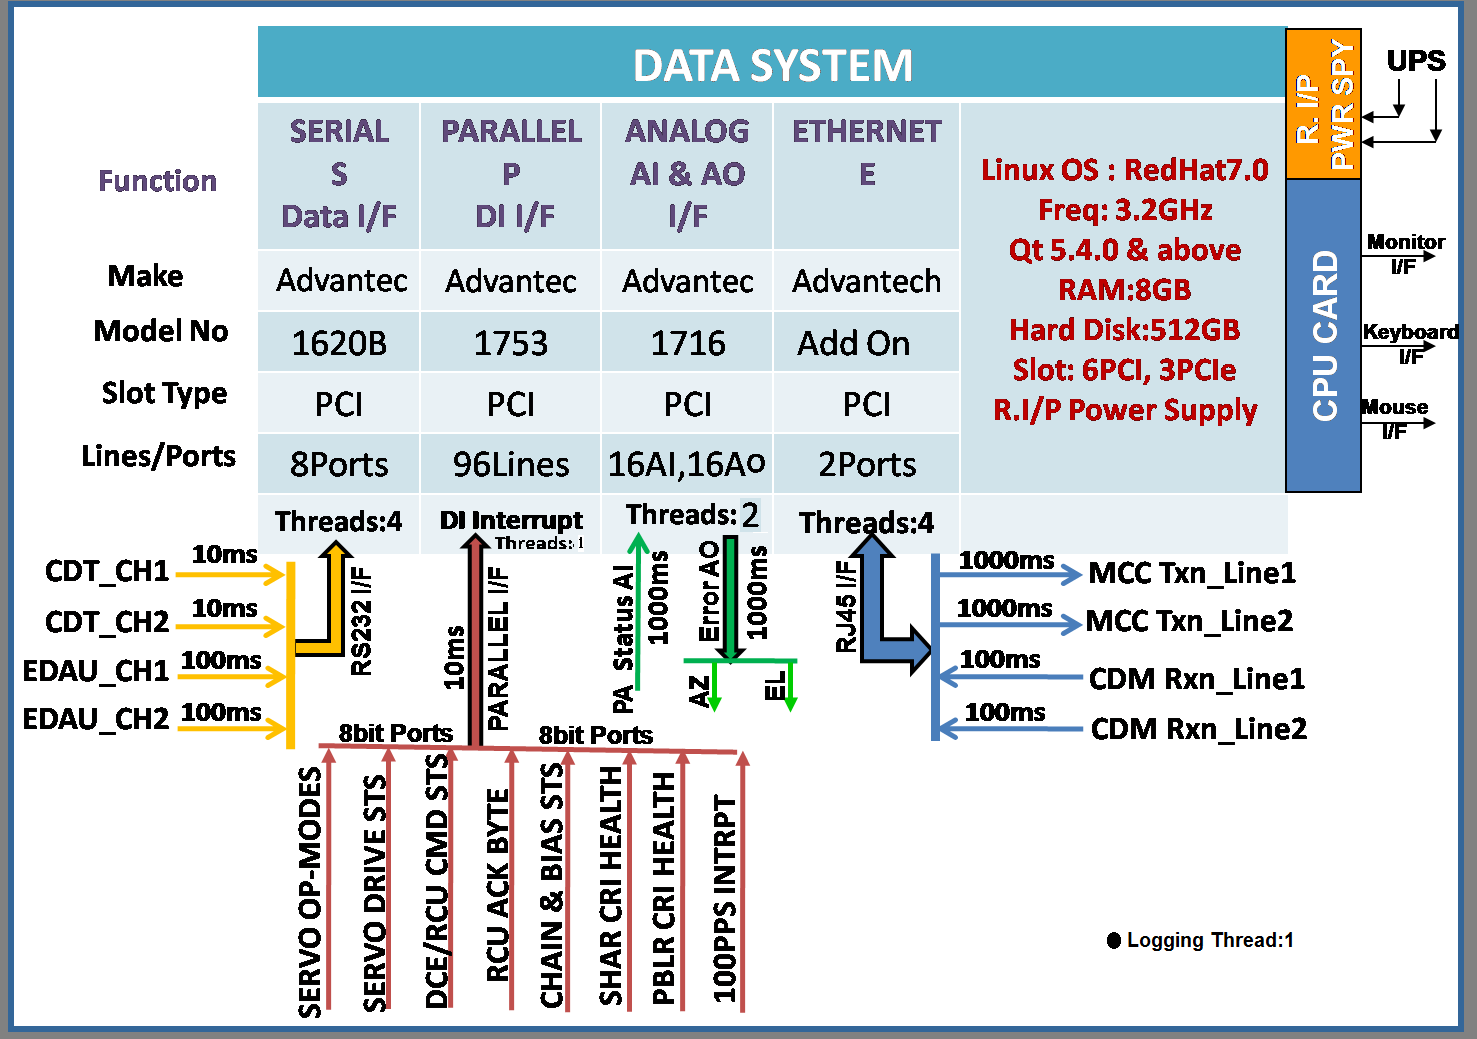 DATA SYSTEM
R. I/P
PWR SPY
UPS
Function
SERIAL
S
Data I/F
PARALLEL
P
DI I/F
ANALOG
AI & AO
I/F
ETHERNET
E
Linux OS : RedHat7.0
Freq: 3.2GHz
Qt 5.4.0 & above
RAM:8GB
Hard Disk:512GB
Slot: 6PCI, 3PCIe
R.I/P Power Supply
CPU CARD
Monitor
I/F
Keyboard
I/F
Mouse
I/F
Make
Advantec
Advantec
Advantec
Advantech
Model No
1620B
1753
1716
Add On
Slot Type
PCI
PCI
PCI
PCI
Lines/Ports
8Ports
96Lines
16AI,16Ao
2Ports
Threads:4
DI Interrupt
Threads:1
Threads: 2
Threads:4
CDT_CH1
10ms
CDT_CH2
10ms
EDAU_CH1
100ms
EDAU_CH2
100ms
RS232 I/F
10ms
PARALLEL I/F
PA Status AI
1000ms
Error AO
1000ms
AZ
EL
RJ45 I/F
1000ms
MCC Txn_Line1
1000ms
MCC Txn_Line2
100ms
CDM Rxn_Line1
100ms
CDM Rxn_Line2
8bit Ports
8bit Ports
SERVO OP-MODES
SERVO DRIVE STS
DCE/RCU CMD STS
RCU ACK BYTE
CHAIN & BIAS STS
SHAR CRI HEALTH
PBLR CRI HEALTH
100PPS INTRPT
Logging Thread:1